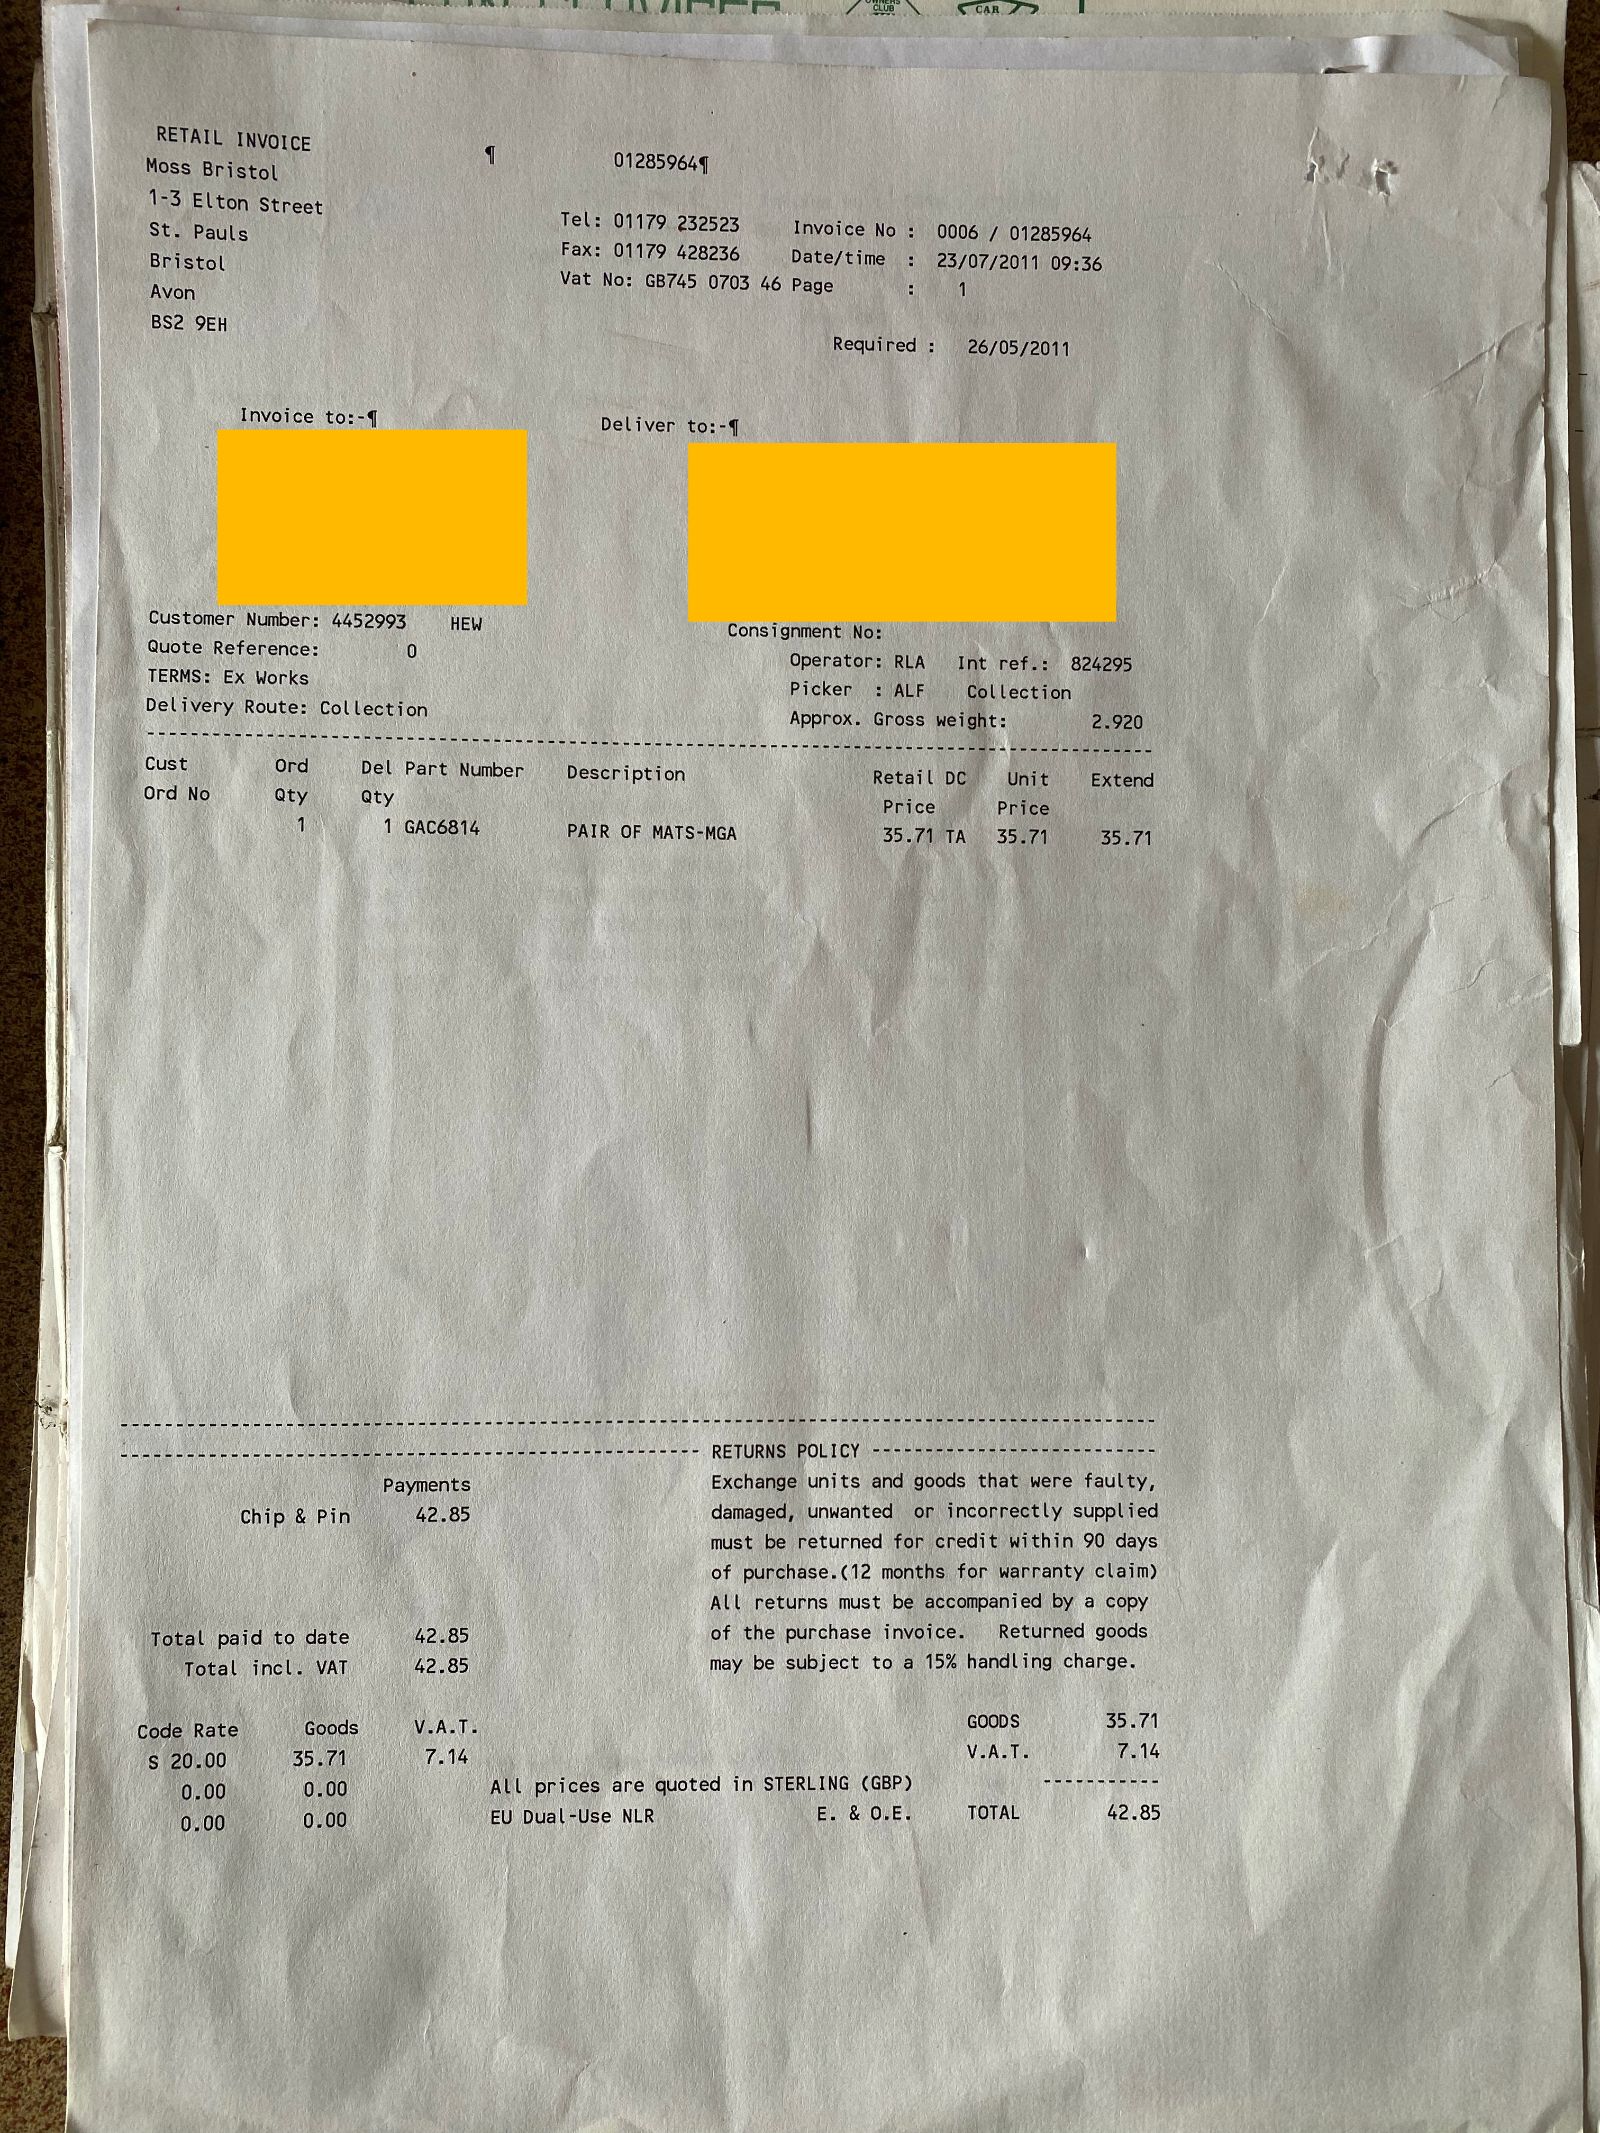 OWNERS
CLUB
CAR
RETAIL INVOICE ¶ 01285964¶
Moss Bristol
1-3 Elton Street
St. Pauls
Bristol
Avon
BS2 9EH
Tel: 01179 232523 Invoice No : 0006 / 01285964
Fax: 01179 428236 Date/time : 23/07/2011 09:36
Vat No: GB745 0703 46 Page : 1
Required : 26/05/2011
Invoice to:-¶ Deliver to:-¶
Customer Number: 4452993 HEW
Quote Reference: 0
TERMS: Ex Works
Delivery Route: Collection
Consignment No:
Operator: RLA Int ref.: 824295
Picker : ALF Collection
Approx. Gross weight: 2.920
Cust Ord Del Part Number Description Retail DC Unit Extend
Ord No Qty Qty Price Price
1 1 GAC6814 PAIR OF MATS-MGA 35.71 TA 35.71 35.71
RETURNS POLICY
Payments
Chip & Pin 42.85
Total paid to date 42.85
Total incl. VAT 42.85
Exchange units and goods that were faulty,
damaged, unwanted or incorrectly supplied
must be returned for credit within 90 days
of purchase.(12 months for warranty claim)
All returns must be accompanied by a copy
of the purchase invoice. Returned goods
may be subject to a 15% handling charge.
Code Rate Goods V.A.T.
S 20.00 35.71 7.14
0.00 0.00
0.00 0.00
All prices are quoted in STERLING (GBP)
EU Dual-Use NLR E. & O.E.
GOODS 35.71
V.A.T. 7.14
TOTAL 42.85